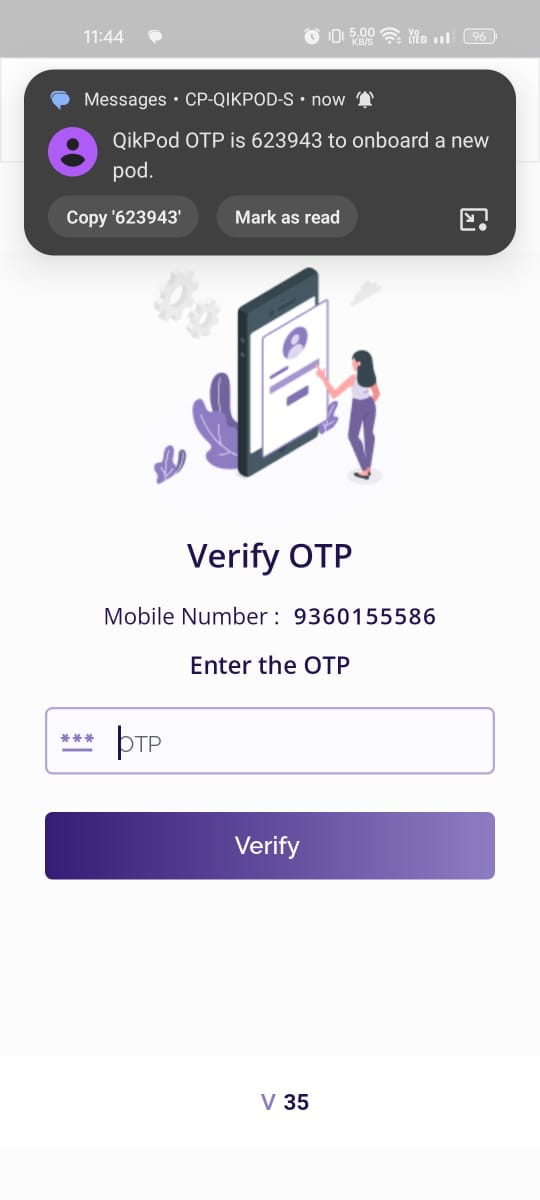 11:44
5.00 KB/S
Vo LTE
96
Messages • CP-QIKPOD-S • now
QikPod OTP is 623943 to onboard a new
pod.
Copy '623943'
Mark as read
Verify OTP
Mobile Number : 9360155586
Enter the OTP
*** OTP
Verify
V 35